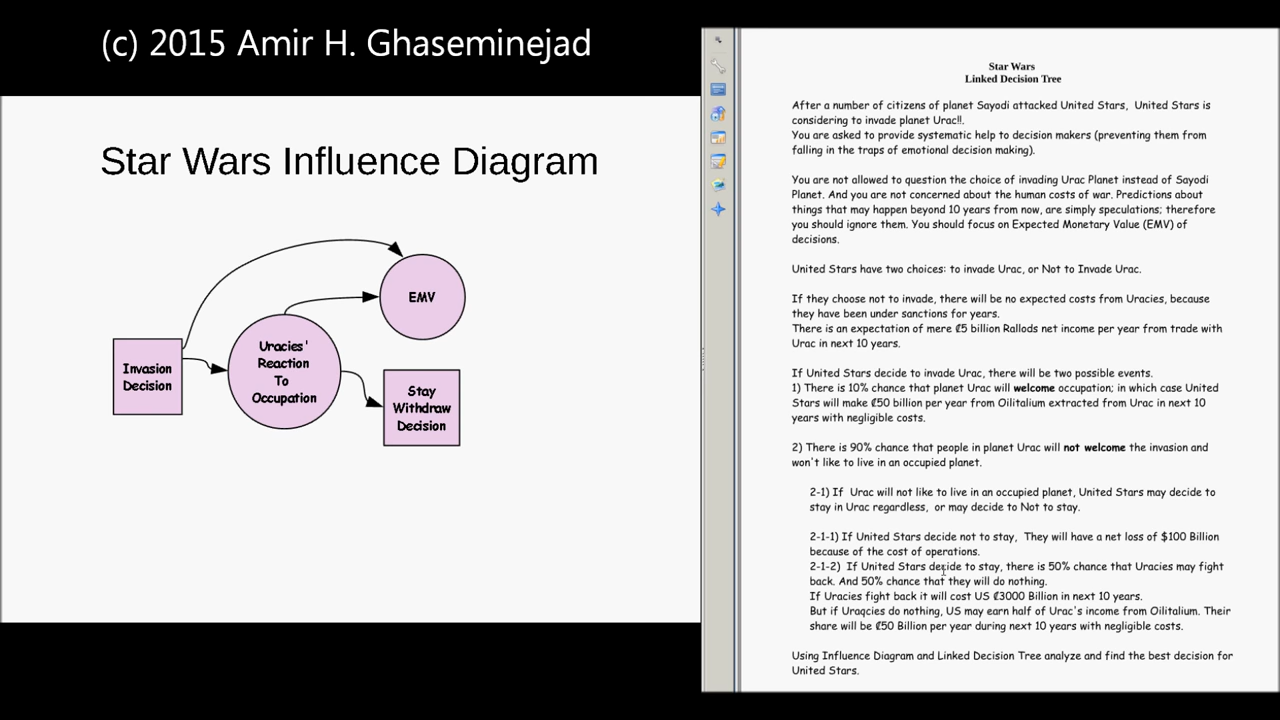 (c) 2015 Amir H. Ghaseminejad
Star Wars Influence Diagram
EMV
Uracies'
Reaction
To
Occupation
Invasion
Decision
Stay
Withdraw
Decision
Star Wars
Linked Decision Tree
After a number of citizens of planet Sayodi attacked United Stars, United Stars is
considering to invade planet Urac!!.
You are asked to provide systematic help to decision makers (preventing them from
falling in the traps of emotional decision making).
You are not allowed to question the choice of invading Urac Planet instead of Sayodi
Planet. And you are not concerned about the human costs of war. Predictions about
things that may happen beyond 10 years from now, are simply speculations; therefore
you should ignore them. You should focus on Expected Monetary Value (EMV) of
decisions.
United Stars have two choices: to invade Urac, or Not to Invade Urac.
If they choose not to invade, there will be no expected costs from Uracies, because
they have been under sanctions for years.
There is an expectation of mere ₡5 billion Rallods net income per year from trade with
Urac in next 10 years.
If United Stars decide to invade Urac, there will be two possible events.
1) There is 10% chance that planet Urac will welcome occupation; in which case United
Stars will make ₡50 billion per year from Oilitalium extracted from Urac in next 10
years with negligible costs.
2) There is 90% chance that people in planet Urac will not welcome the invasion and
won't like to live in an occupied planet.
2-1) If Urac will not like to live in an occupied planet, United Stars may decide to
stay in Urac regardless, or may decide to Not to stay.
2-1-1) If United Stars decide not to stay, They will have a net loss of $100 Billion
because of the cost of operations.
2-1-2) If United Stars decide to stay, there is 50% chance that Uracies may fight
back. And 50% chance that they will do nothing.
If Uracies fight back it will cost US ₡3000 Billion in next 10 years.
But if Uraqcies do nothing, US may earn half of Urac's income from Oilitalium. Their
share will be ₡50 Billion per year during next 10 years with negligible costs.
Using Influence Diagram and Linked Decision Tree analyze and find the best decision for
United Stars.